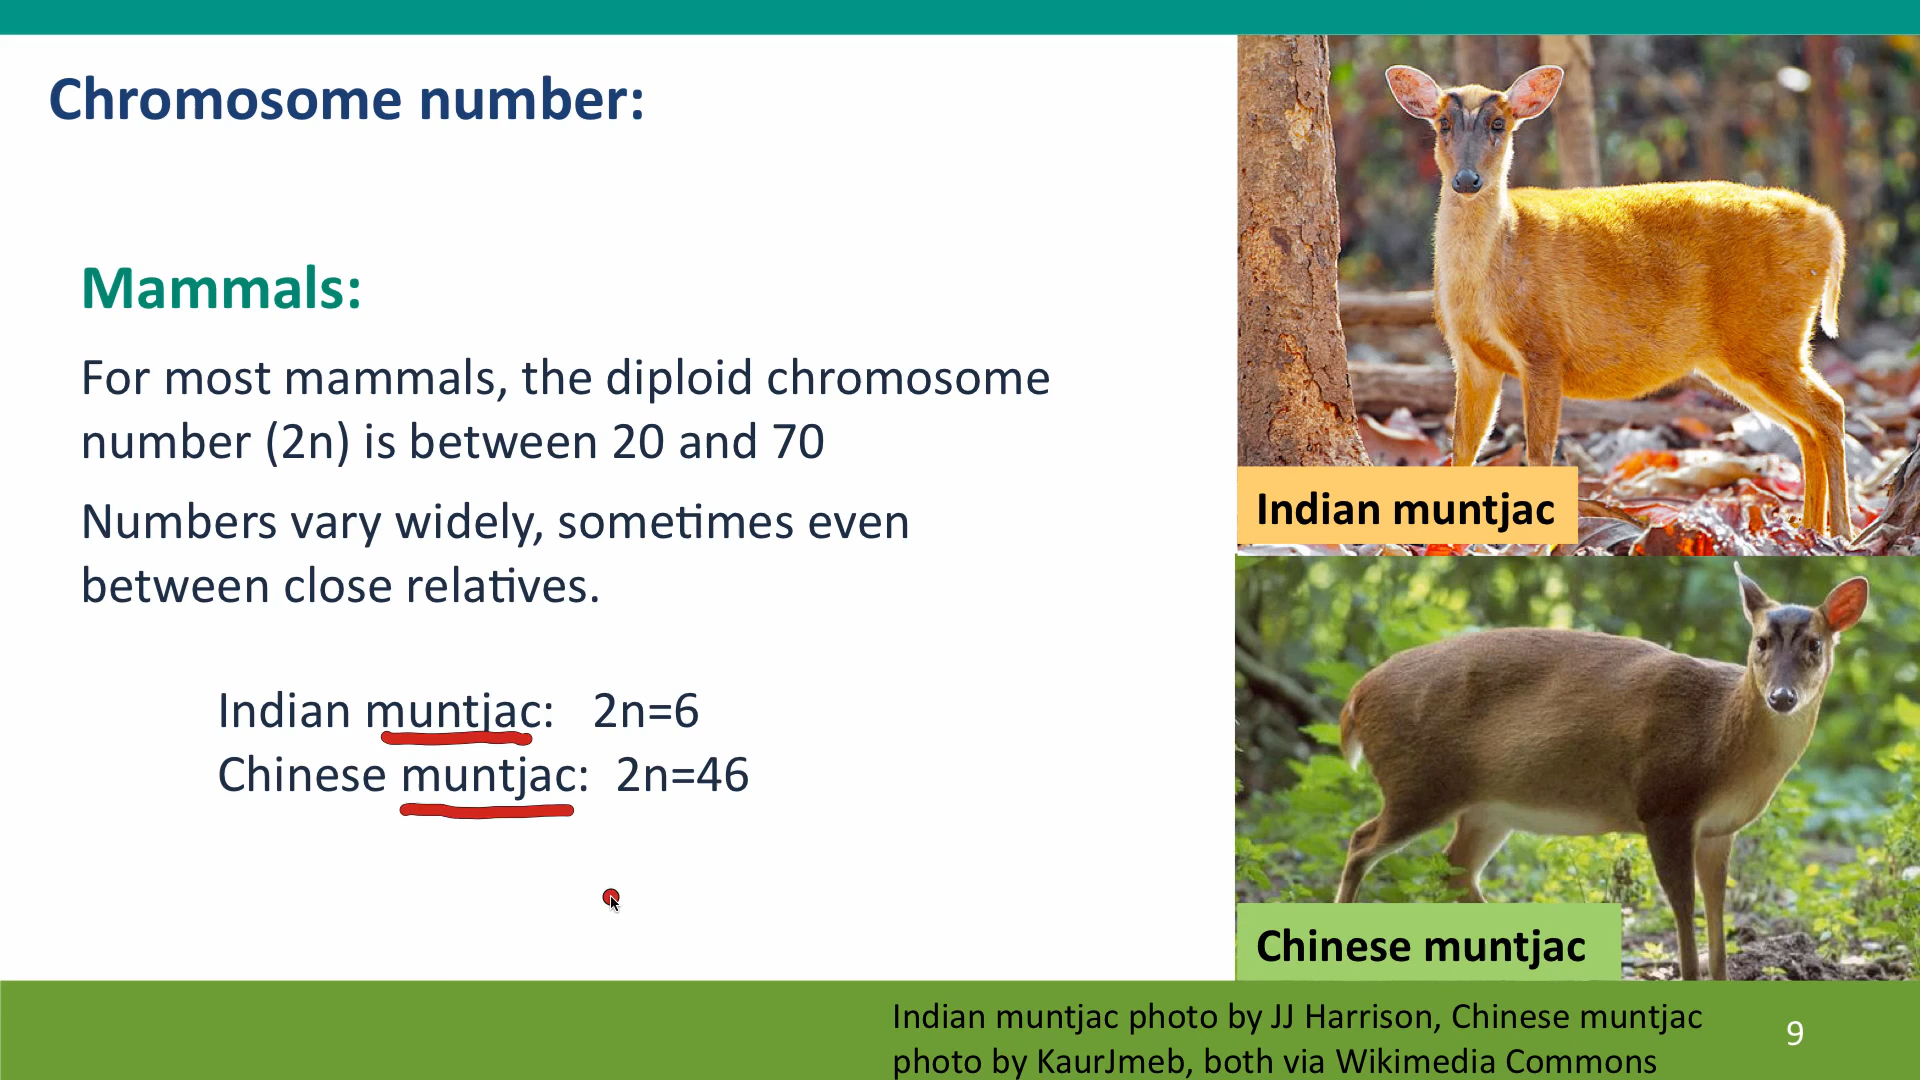 Chromosome number:
Mammals:
For most mammals, the diploid chromosome
number (2n) is between 20 and 70
Numbers vary widely, sometimes even
between close relatives.
Indian muntjac: 2n=6
Chinese muntjac: 2n=46
Indian muntjac
Chinese muntjac
Indian muntjac photo by JJ Harrison, Chinese muntjac
photo by KaurJmeb, both via Wikimedia Commons
9